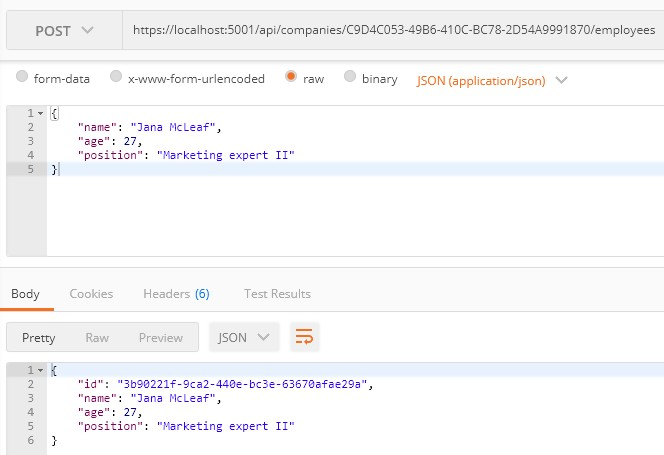 POST https://localhost:5001/api/companies/C9D4C053-49B6-410C-BC78-2D54A9991870/employees
form-data x-www-form-urlencoded raw binary JSON (application/json)
1 {
2 "name": "Jana McLeaf",
3 "age": 27,
4 "position": "Marketing expert II"
5 }
Body Cookies Headers (6) Test Results
Pretty Raw Preview JSON
1 {
2 "id": "3b90221f-9ca2-440e-bc3e-63670afae29a",
3 "name": "Jana McLeaf",
4 "age": 27,
5 "position": "Marketing expert II"
6 }